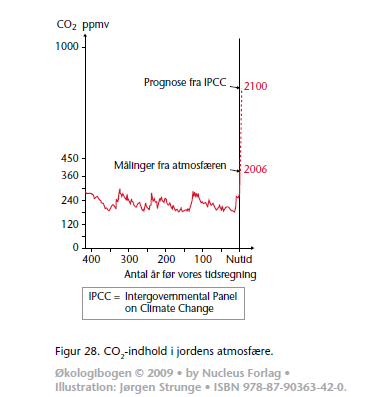 CO₂ ppmv
1000
Prognose fra IPCC
2100
450
Målinger fra atmosfæren
2006
360
240
120
0
400 300 200 100 Nutid
Antal år før vores tidsregning
IPCC = Intergovernmental Panel
on Climate Change
Figur 28. CO₂-indhold i jordens atmosfære.
Økologibogen © 2009 • by Nucleus Forlag •
Illustration: Jørgen Strunge • ISBN 978-87-90363-42-0.